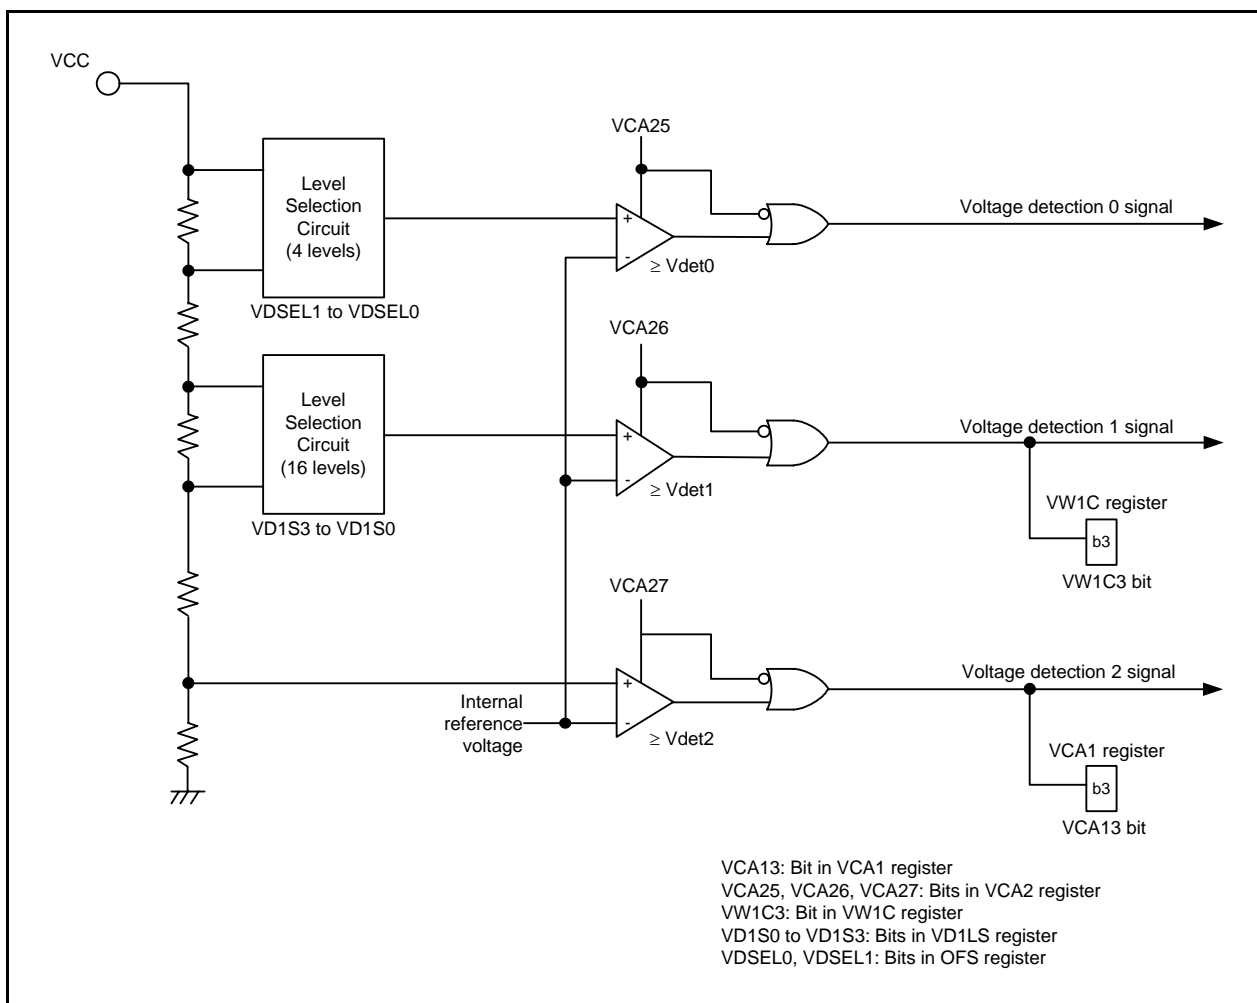 VCC
Level
Selection
Circuit
(4 levels)
VDSEL1 to VDSEL0
VCA25
+
-
≥ Vdet0
Voltage detection 0 signal
Level
Selection
Circuit
(16 levels)
VD1S3 to VD1S0
VCA26
+
-
≥ Vdet1
Voltage detection 1 signal
VW1C register
b3
VW1C3 bit
VCA27
+
-
≥ Vdet2
Internal
reference
voltage
Voltage detection 2 signal
VCA1 register
b3
VCA13 bit
VCA13: Bit in VCA1 register
VCA25, VCA26, VCA27: Bits in VCA2 register
VW1C3: Bit in VW1C register
VD1S0 to VD1S3: Bits in VD1LS register
VDSEL0, VDSEL1: Bits in OFS register